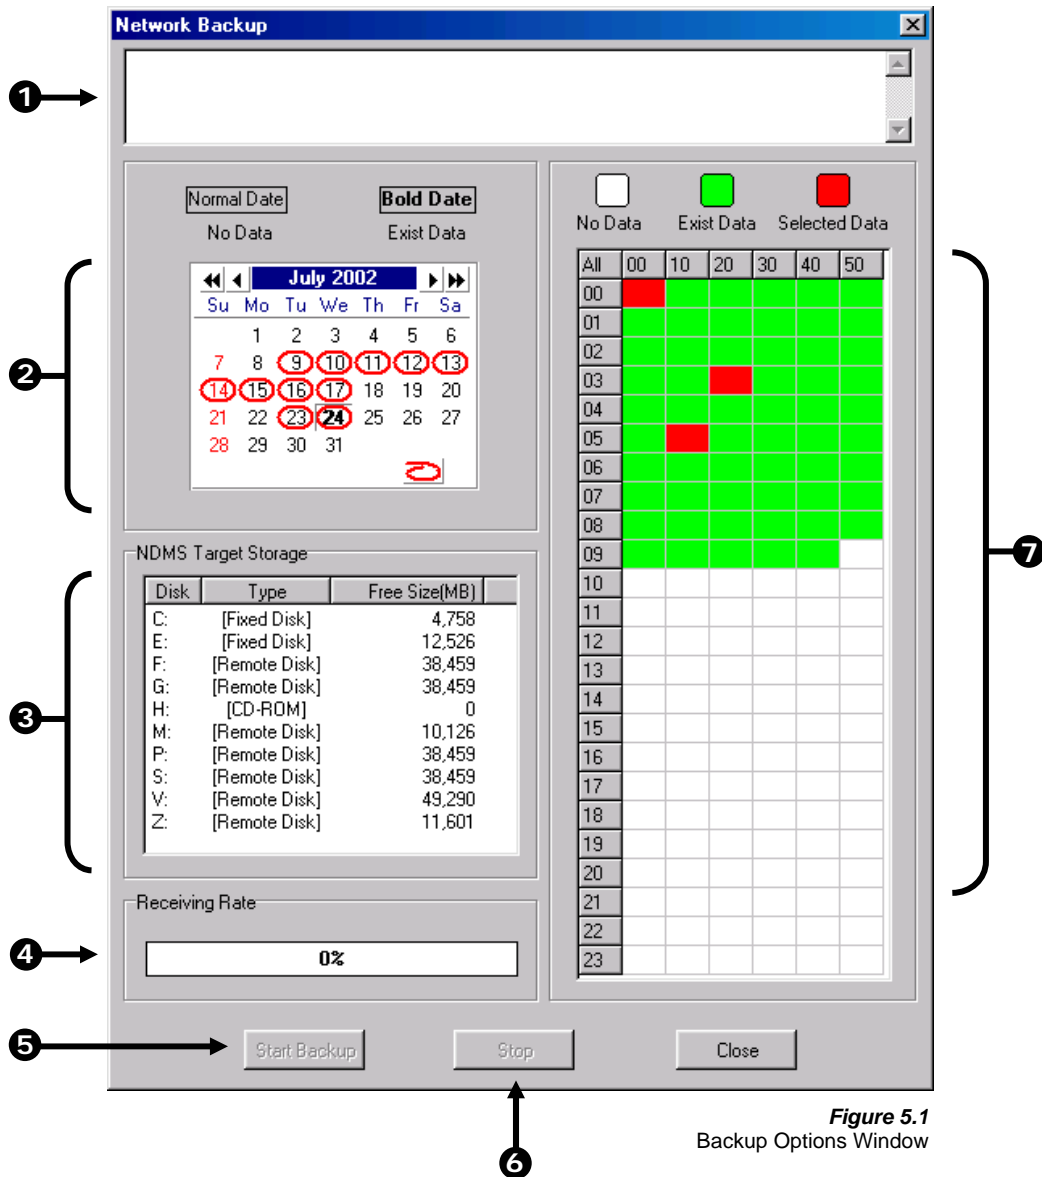 Network Backup
1
Normal Date Bold Date
No Data Exist Data
July 2002
Su Mo Tu We Th Fr Sa
1 2 3 4 5 6
7 8 9 10 11 12 13
14 15 16 17 18 19 20
21 22 23 24 25 26 27
28 29 30 31
2
NDMS Target Storage
Disk Type Free Size(MB)
C: [Fixed Disk] 4,758
E: [Fixed Disk] 12,526
F: [Remote Disk] 38,459
G: [Remote Disk] 38,459
H: [CD-ROM] 0
M: [Remote Disk] 10,126
P: [Remote Disk] 38,459
S: [Remote Disk] 38,459
V: [Remote Disk] 49,290
Z: [Remote Disk] 11,601
3
Receiving Rate
0%
4
No Data Exist Data Selected Data
All 00 10 20 30 40 50
00
01
02
03
04
05
06
07
08
09
10
11
12
13
14
15
16
17
18
19
20
21
22
23
7
5
Start Backup Stop Close
6
Figure 5.1
Backup Options Window